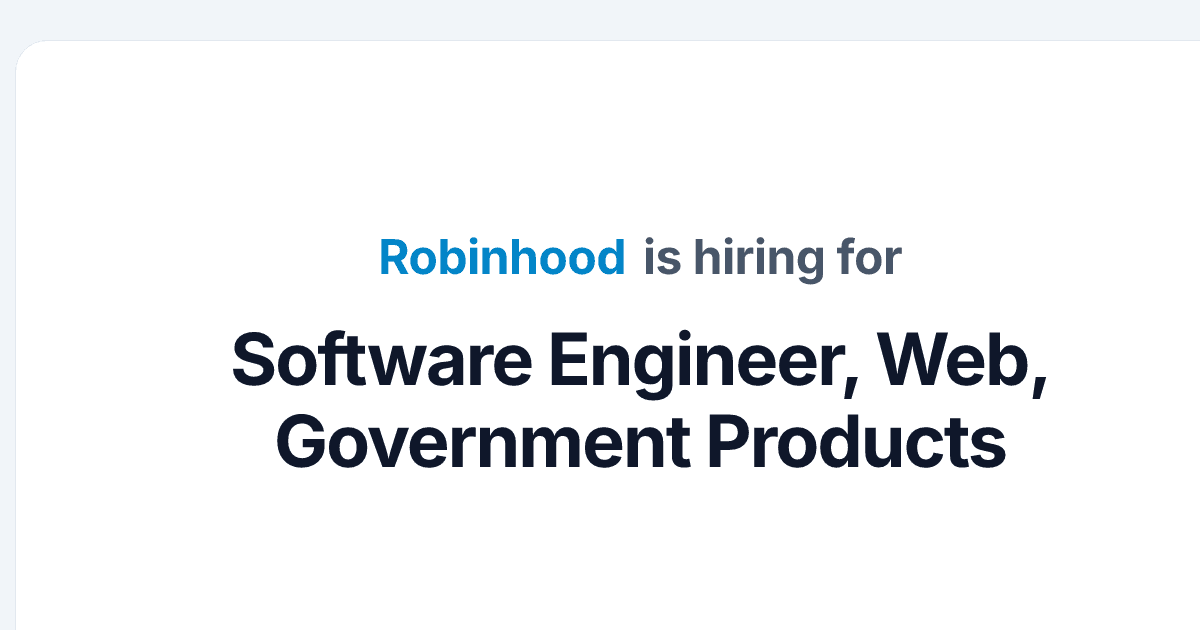 Robinhood is hiring for
Software Engineer, Web,
Government Products